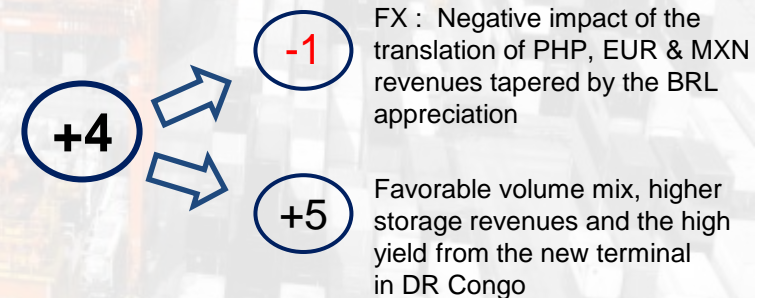 +4
-1
FX :  Negative impact of the
translation of PHP, EUR & MXN
revenues tapered by the BRL
appreciation
+5
Favorable volume mix, higher
storage revenues and the high
yield from the new terminal
in DR Congo